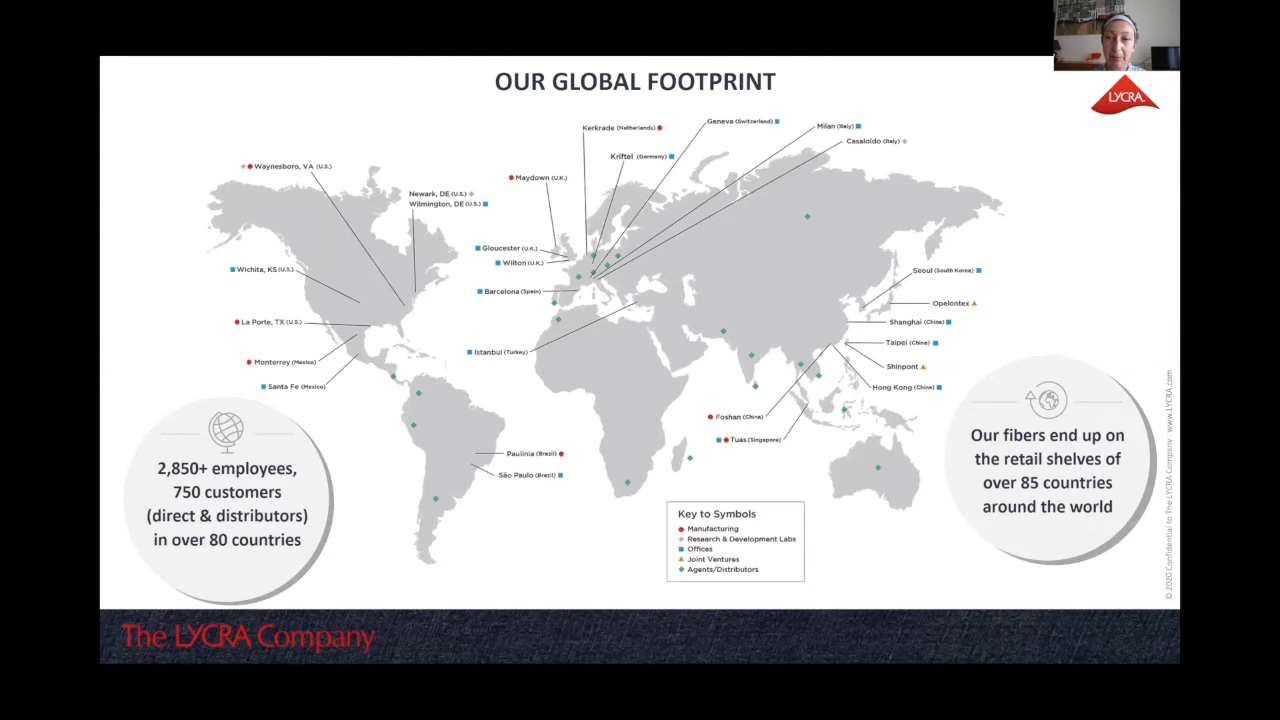 OUR GLOBAL FOOTPRINT
LYCRA
Kerkrade (Netherlands)
Geneva (Switzerland)
Milan (Italy)
Casaloldo (Italy)
Kriftel (Germany)
Waynesboro, VA (U.S.)
Maydown (U.K.)
Newark, DE (U.S.)
Wilmington, DE (U.S.)
Gloucester (U.K.)
Wilton (U.K.)
Wichita, KS (U.S.)
Seoul (South Korea)
Barcelona (Spain)
Opelontex
La Porte, TX (U.S.)
Shanghai (China)
Taipei (China)
Istanbul (Turkey)
Monterrey (Mexico)
Shinpont
Santa Fe (Mexico)
Hong Kong (China)
Foshan (China)
Tuas (Singapore)
Paulínia (Brazil)
São Paulo (Brazil)
2,850+ employees,
750 customers
(direct & distributors)
in over 80 countries
Our fibers end up on
the retail shelves of
over 85 countries
around the world
Key to Symbols
Manufacturing
Research & Development Labs
Offices
Joint Ventures
Agents/Distributors
© 2020 Confidential to The LYCRA Company . www.LYCRA.com
The LYCRA Company